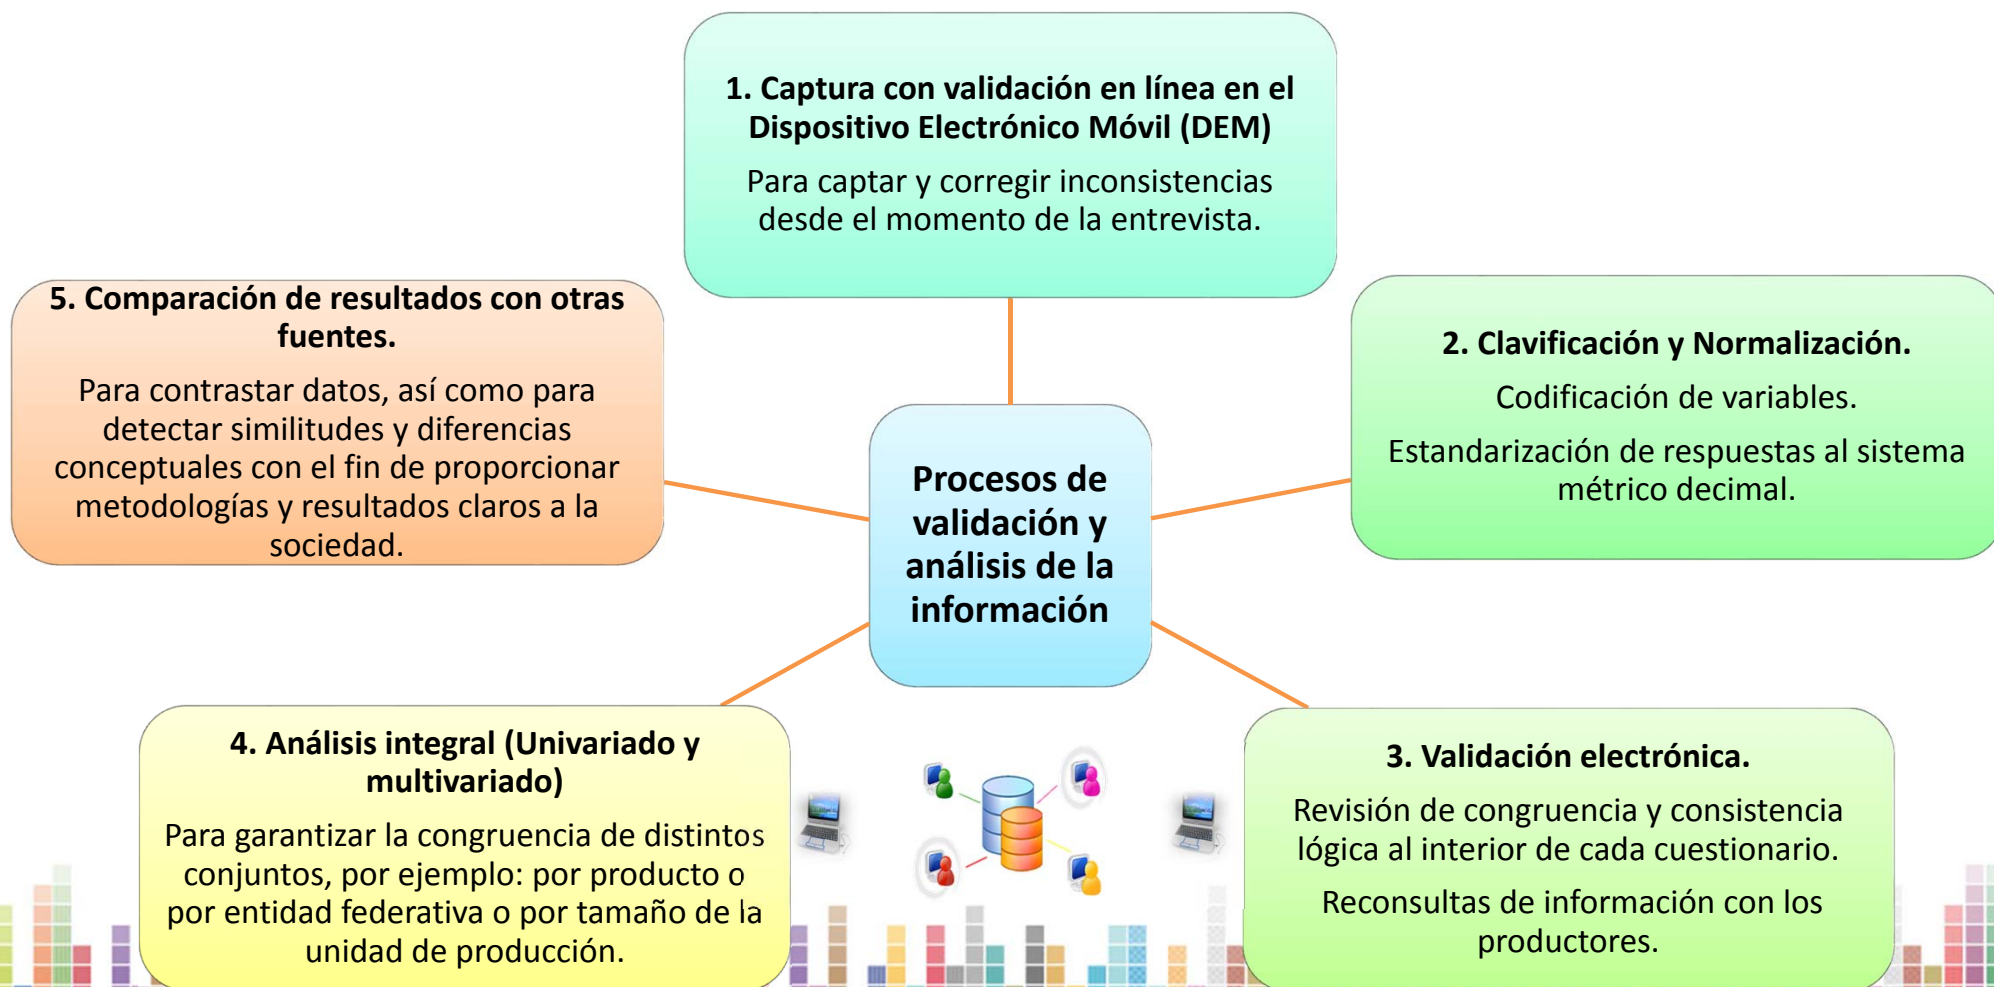 1. Captura con validación en línea en el
Dispositivo Electrónico Móvil (DEM)
Para captar y corregir inconsistencias
desde el momento de la entrevista.
2. Clavificación y Normalización.
Codificación de variables.
Estandarización de respuestas al sistema
métrico decimal.
3. Validación electrónica.
Revisión de congruencia y consistencia
lógica al interior de cada cuestionario.
Reconsultas de información con los
productores.
4. Análisis integral (Univariado y
multivariado)
Para garantizar la congruencia de distintos
conjuntos, por ejemplo: por producto o
por entidad federativa o por tamaño de la
unidad de producción.
5. Comparación de resultados con otras
fuentes.
Para contrastar datos, así como para
detectar similitudes y diferencias
conceptuales con el fin de proporcionar
metodologías y resultados claros a la
sociedad.
Procesos de
validación y
análisis de la
información